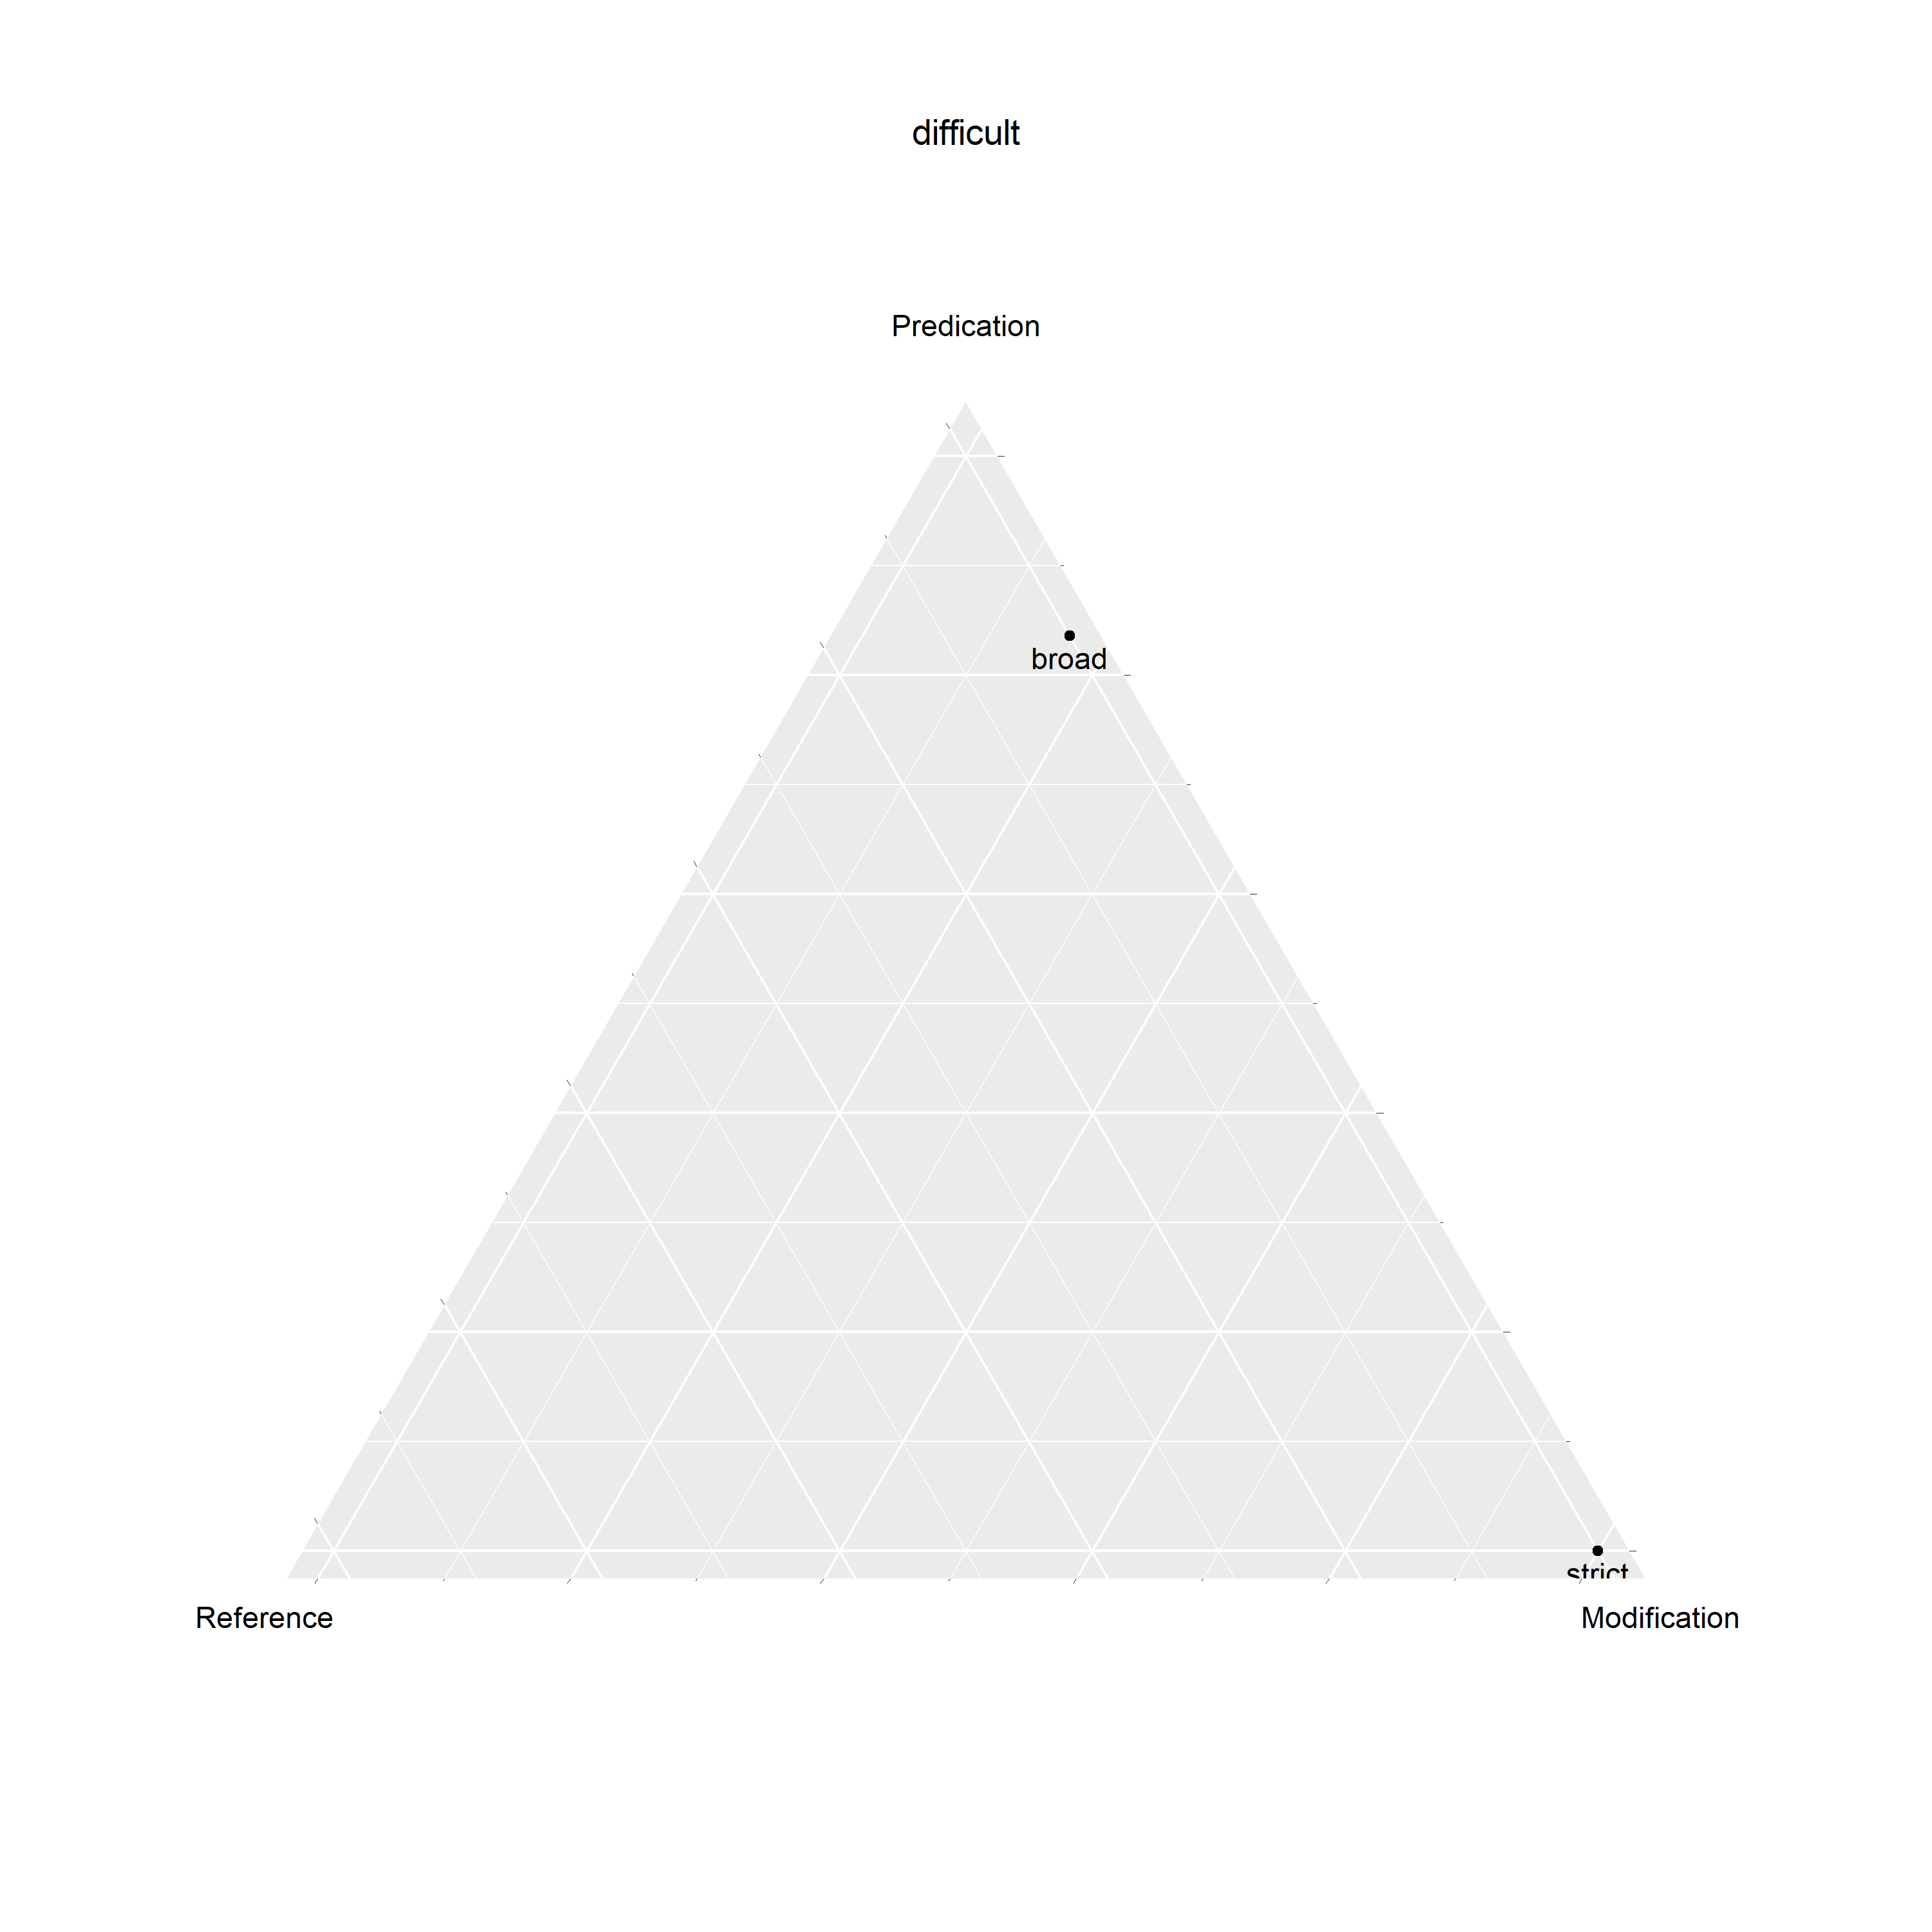 difficult
Predication
broad
strict
Reference
Modification